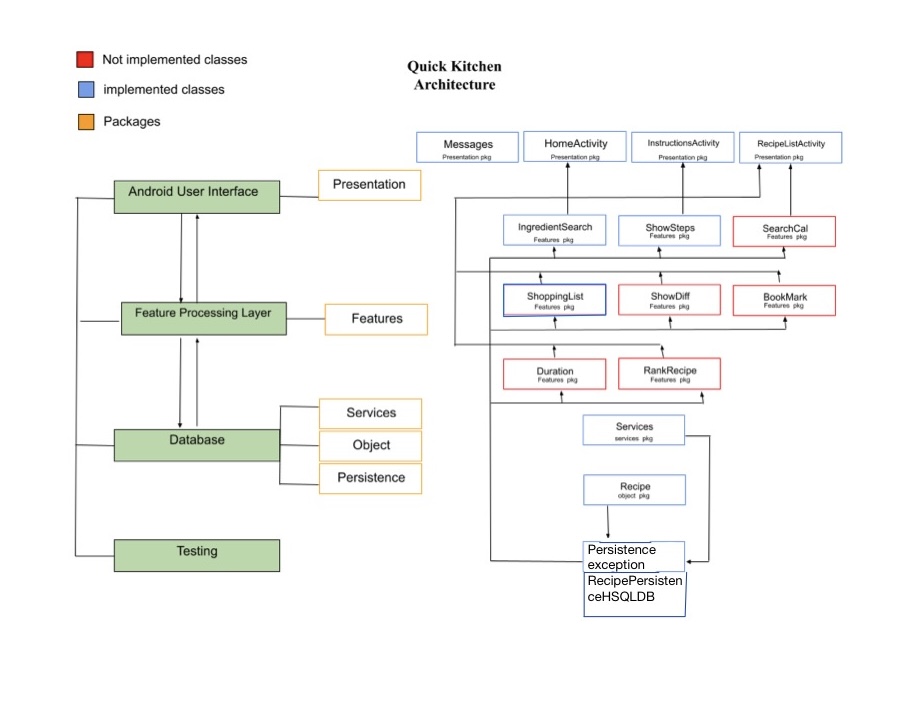 Not implemented classes
implemented classes
Packages
Quick Kitchen
Architecture
Android User Interface
Presentation
Feature Processing Layer
Features
Database
Services
Object
Persistence
Testing
Messages
Presentation pkg
HomeActivity
Presentation pkg
InstructionsActivity
Presentation pkg
RecipeListActivity
Presentation pkg
IngredientSearch
Features pkg
ShowSteps
Features pkg
SearchCal
Features pkg
ShoppingList
Features pkg
ShowDiff
Features pkg
BookMark
Features pkg
Duration
Features pkg
RankRecipe
Features pkg
Services
services pkg
Recipe
object pkg
Persistence
exception
RecipePersisten
ceHSQLDB